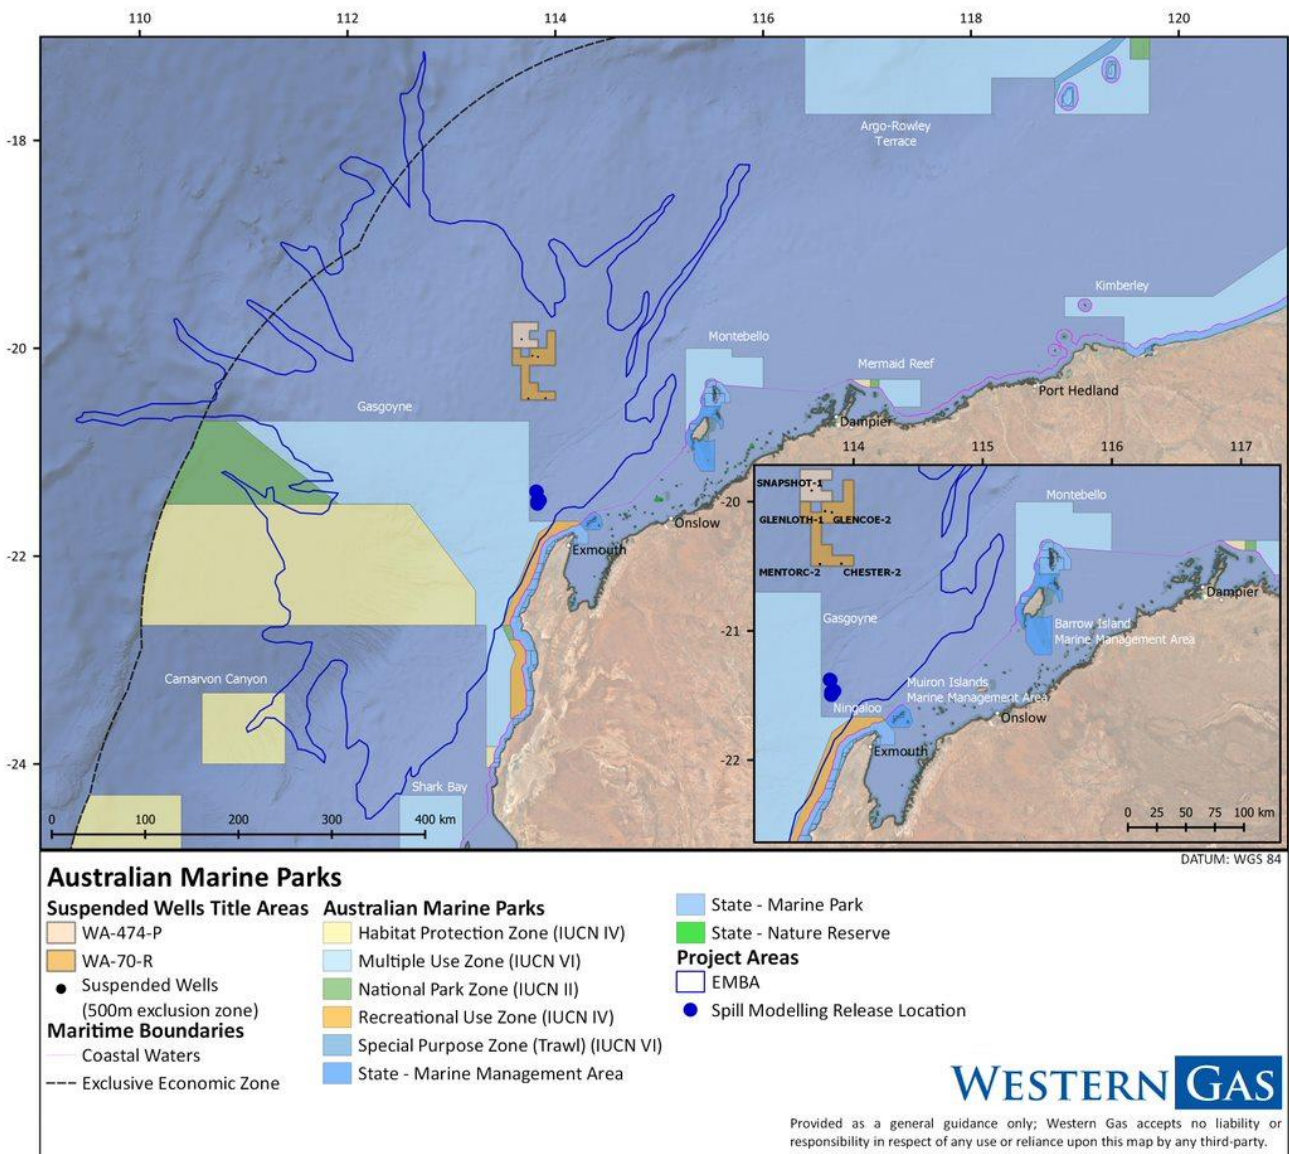 110 112 114 116 118 120
-18
-20
-22
-24
Argo-Rowley
Terrace
Kimberley
Montebello
Mermaid Reef
Port Hedland
Gasgoyne
Dampier
Onslow
Exmouth
Carnarvon Canyon
Shark Bay
0 100 200 300 400 km
114 115 116 117
-20
-21
-22
SNAPSHOT-1
Montebello
GLENLOTH-1 GLENCOE-2
MENTORC-2 CHESTER-2
Dampier
Gasgoyne
Barrow Island
Marine Management Area
Muiron Islands
Marine Management Area
Ningaloo
Onslow
Exmouth
0 25 50 75 100 km
DATUM: WGS 84
Australian Marine Parks
Suspended Wells Title Areas
WA-474-P
WA-70-R
Suspended Wells
(500m exclusion zone)
Maritime Boundaries
Coastal Waters
Exclusive Economic Zone
Australian Marine Parks
Habitat Protection Zone (IUCN IV)
Multiple Use Zone (IUCN VI)
National Park Zone (IUCN II)
Recreational Use Zone (IUCN IV)
Special Purpose Zone (Trawl) (IUCN VI)
State - Marine Management Area
State - Marine Park
State - Nature Reserve
Project Areas
EMBA
Spill Modelling Release Location
WESTERN GAS
Provided as a general guidance only; Western Gas accepts no liability or
responsibility in respect of any use or reliance upon this map by any third-party.